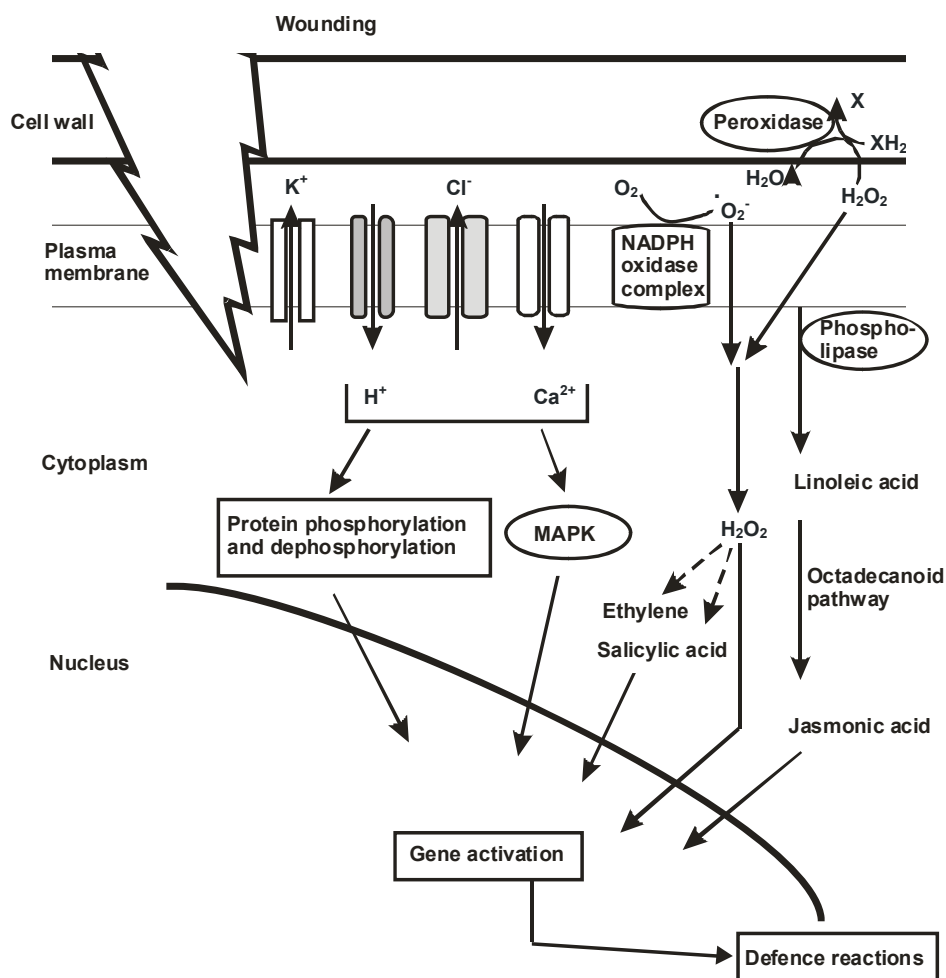 Wounding
Cell wall
Peroxidase
X
XH₂
H₂O
H₂O₂
K⁺
Cl⁻
O₂
·O₂⁻
Plasma
membrane
NADPH
oxidase
complex
Phospho-
lipase
H⁺
Ca²⁺
Cytoplasm
Linoleic acid
Protein phosphorylation
and dephosphorylation
MAPK
H₂O₂
Octadecanoid
pathway
Ethylene
Salicylic acid
Nucleus
Jasmonic acid
Gene activation
Defence reactions